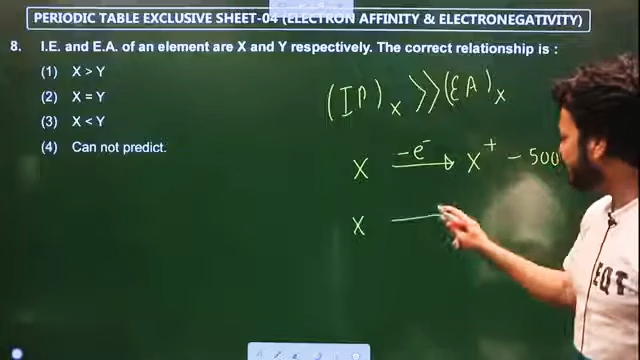 PERIODIC TABLE EXCLUSIVE SHEET-04 (ELECTRON AFFINITY & ELECTRONEGATIVITY)
8. I.E. and E.A. of an element are X and Y respectively. The correct relationship is :
(1) X > Y
(2) X = Y
(3) X < Y
(4) Can not predict.
(IP)x >> (EA)x
X -e⁻ → X⁺ - 500
X
EQT